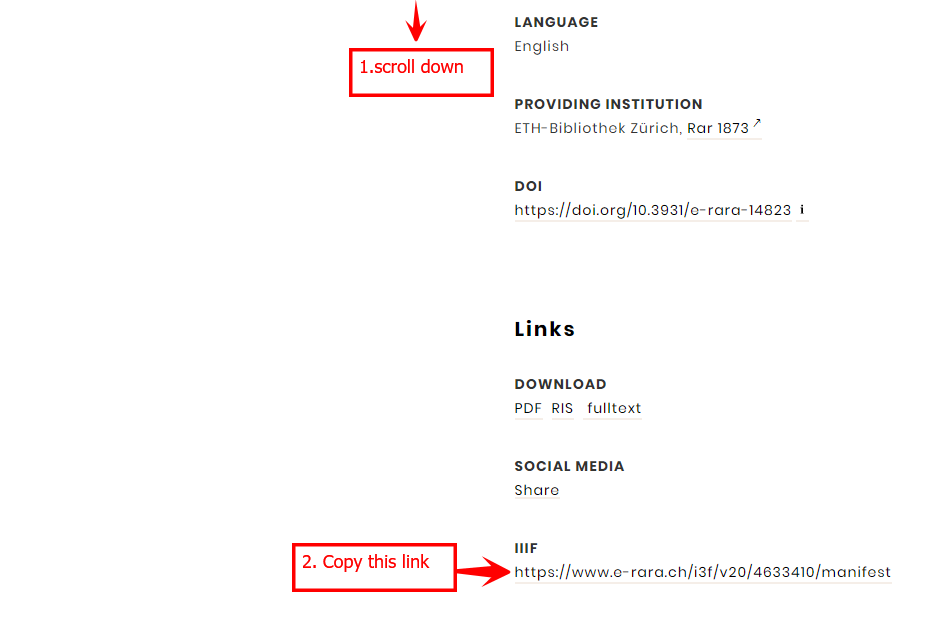 LANGUAGE
English
1.scroll down
PROVIDING INSTITUTION
ETH-Bibliothek Zürich, Rar 1873↗
DOI
https://doi.org/10.3931/e-rara-14823 i
Links
DOWNLOAD
PDF RIS fulltext
SOCIAL MEDIA
Share
IIIF
2. Copy this link
https://www.e-rara.ch/i3f/v20/4633410/manifest